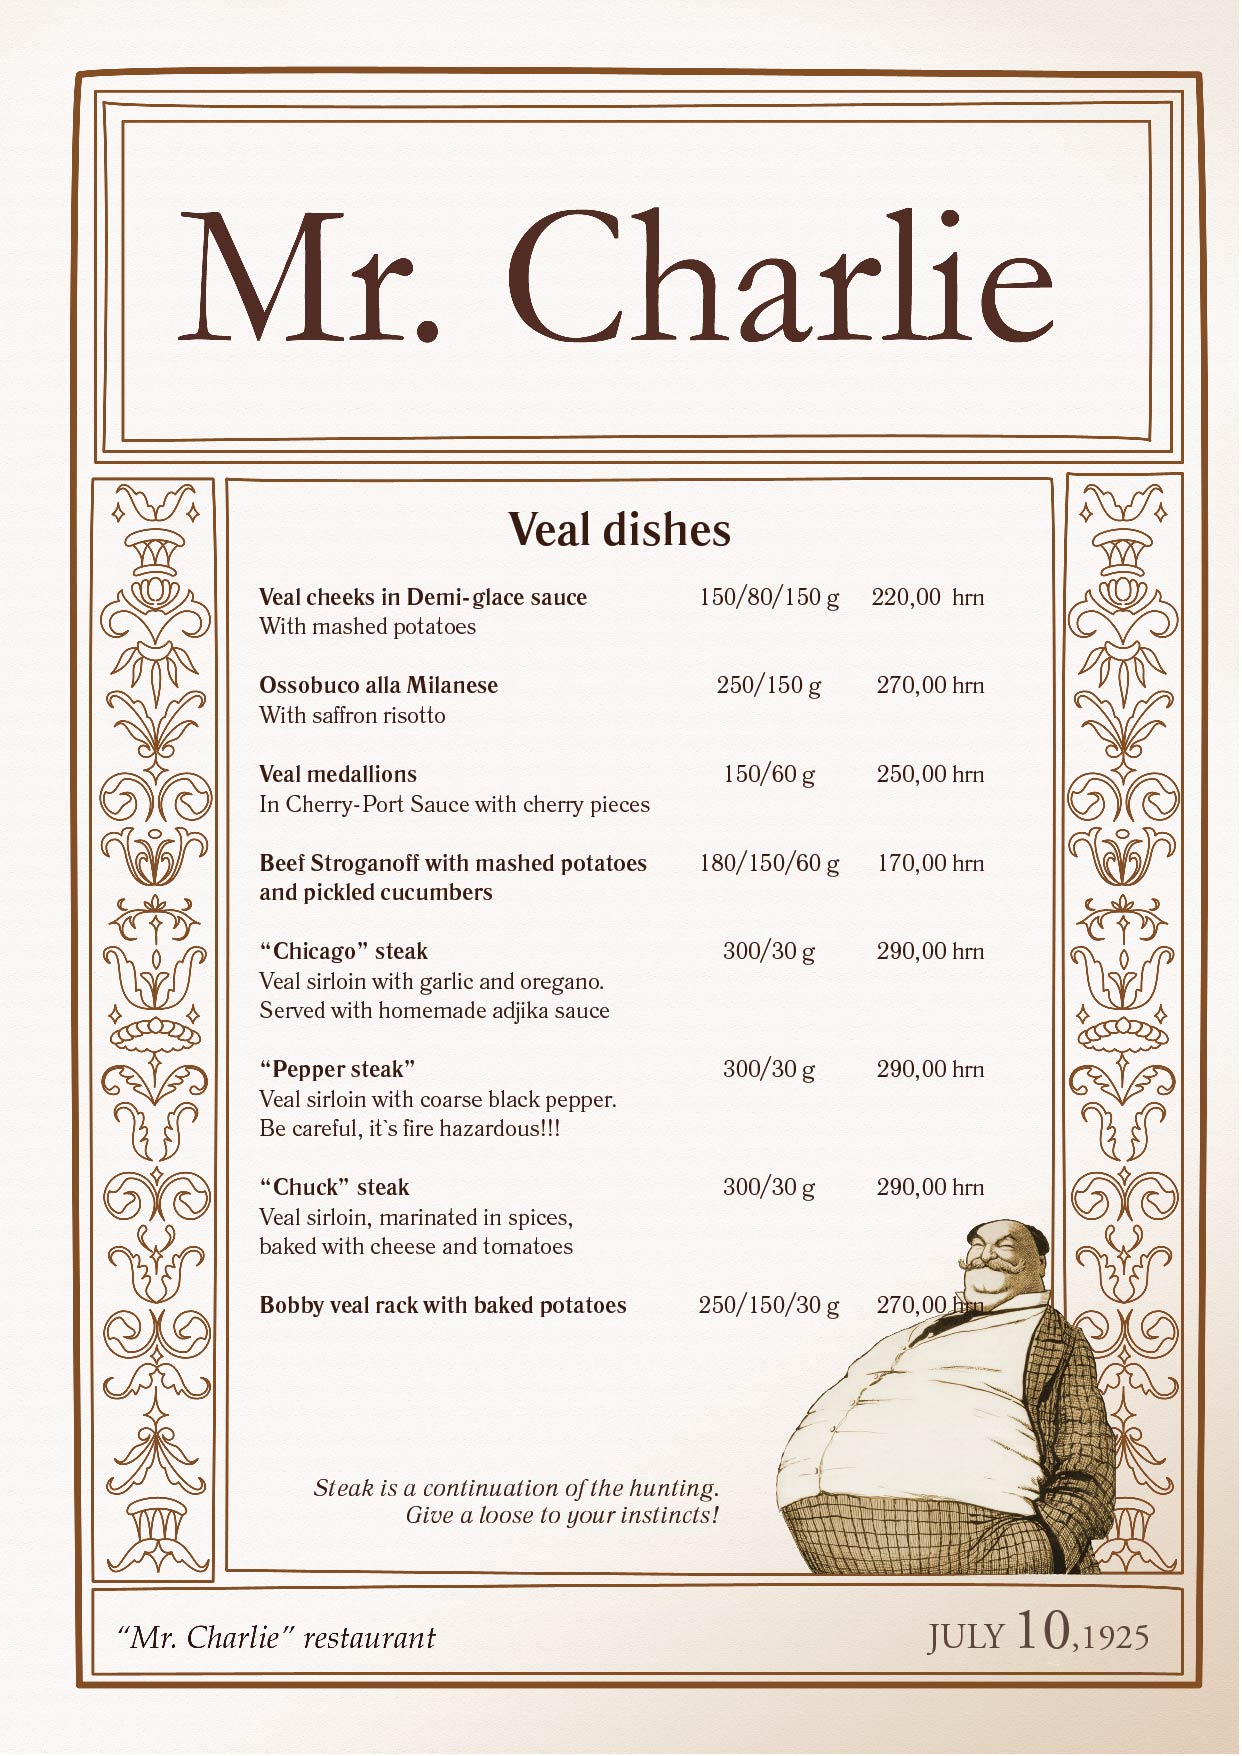 Mr. Charlie
Veal dishes
Veal cheeks in Demi-glace sauce 150/80/150 g 220,00 hrn
With mashed potatoes
Ossobuco alla Milanese 250/150 g 270,00 hrn
With saffron risotto
Veal medallions 150/60 g 250,00 hrn
In Cherry-Port Sauce with cherry pieces
Beef Stroganoff with mashed potatoes 180/150/60 g 170,00 hrn
and pickled cucumbers
“Chicago” steak 300/30 g 290,00 hrn
Veal sirloin with garlic and oregano.
Served with homemade adjika sauce
“Pepper steak” 300/30 g 290,00 hrn
Veal sirloin with coarse black pepper.
Be careful, it`s fire hazardous!!!
“Chuck” steak 300/30 g 290,00 hrn
Veal sirloin, marinated in spices,
baked with cheese and tomatoes
Bobby veal rack with baked potatoes 250/150/30 g 270,00 hrn
Steak is a continuation of the hunting.
Give a loose to your instincts!
“Mr. Charlie” restaurant JULY 10,1925